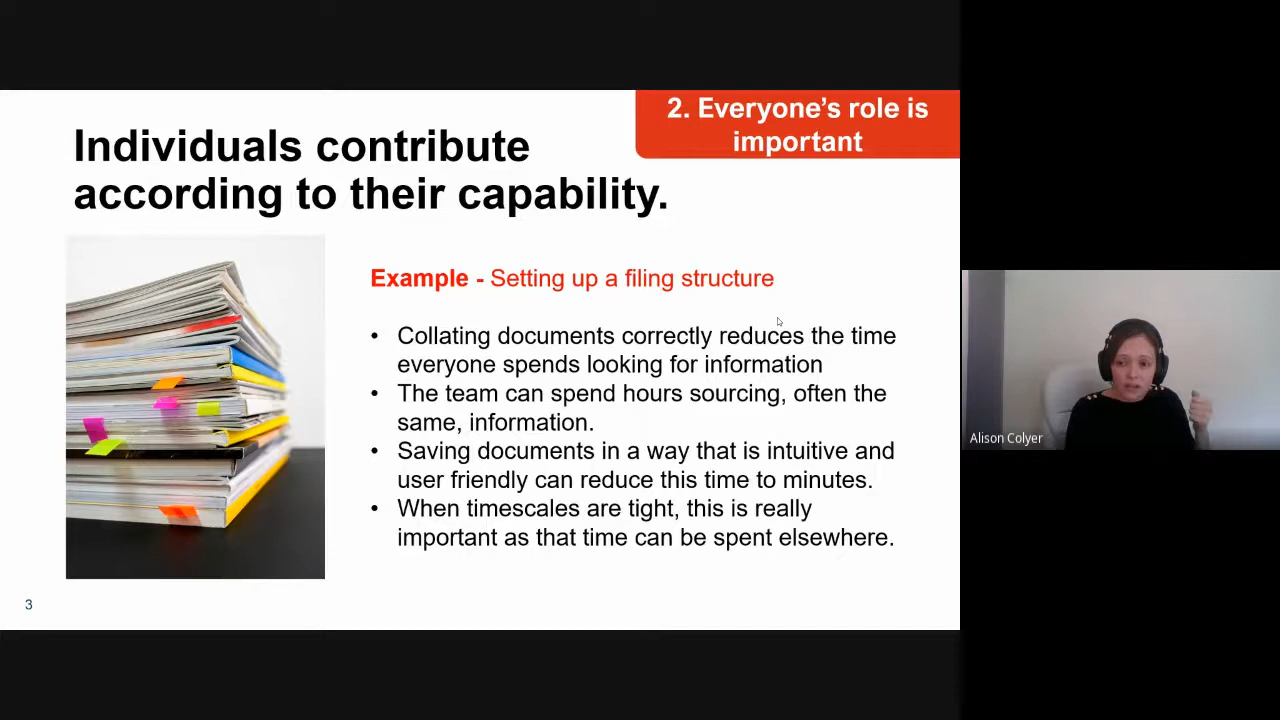 2. Everyone's role is
important
Individuals contribute
according to their capability.
Example - Setting up a filing structure
• Collating documents correctly reduces the time
everyone spends looking for information
• The team can spend hours sourcing, often the
same, information.
• Saving documents in a way that is intuitive and
user friendly can reduce this time to minutes.
• When timescales are tight, this is really
important as that time can be spent elsewhere.
3
Alison Colyer